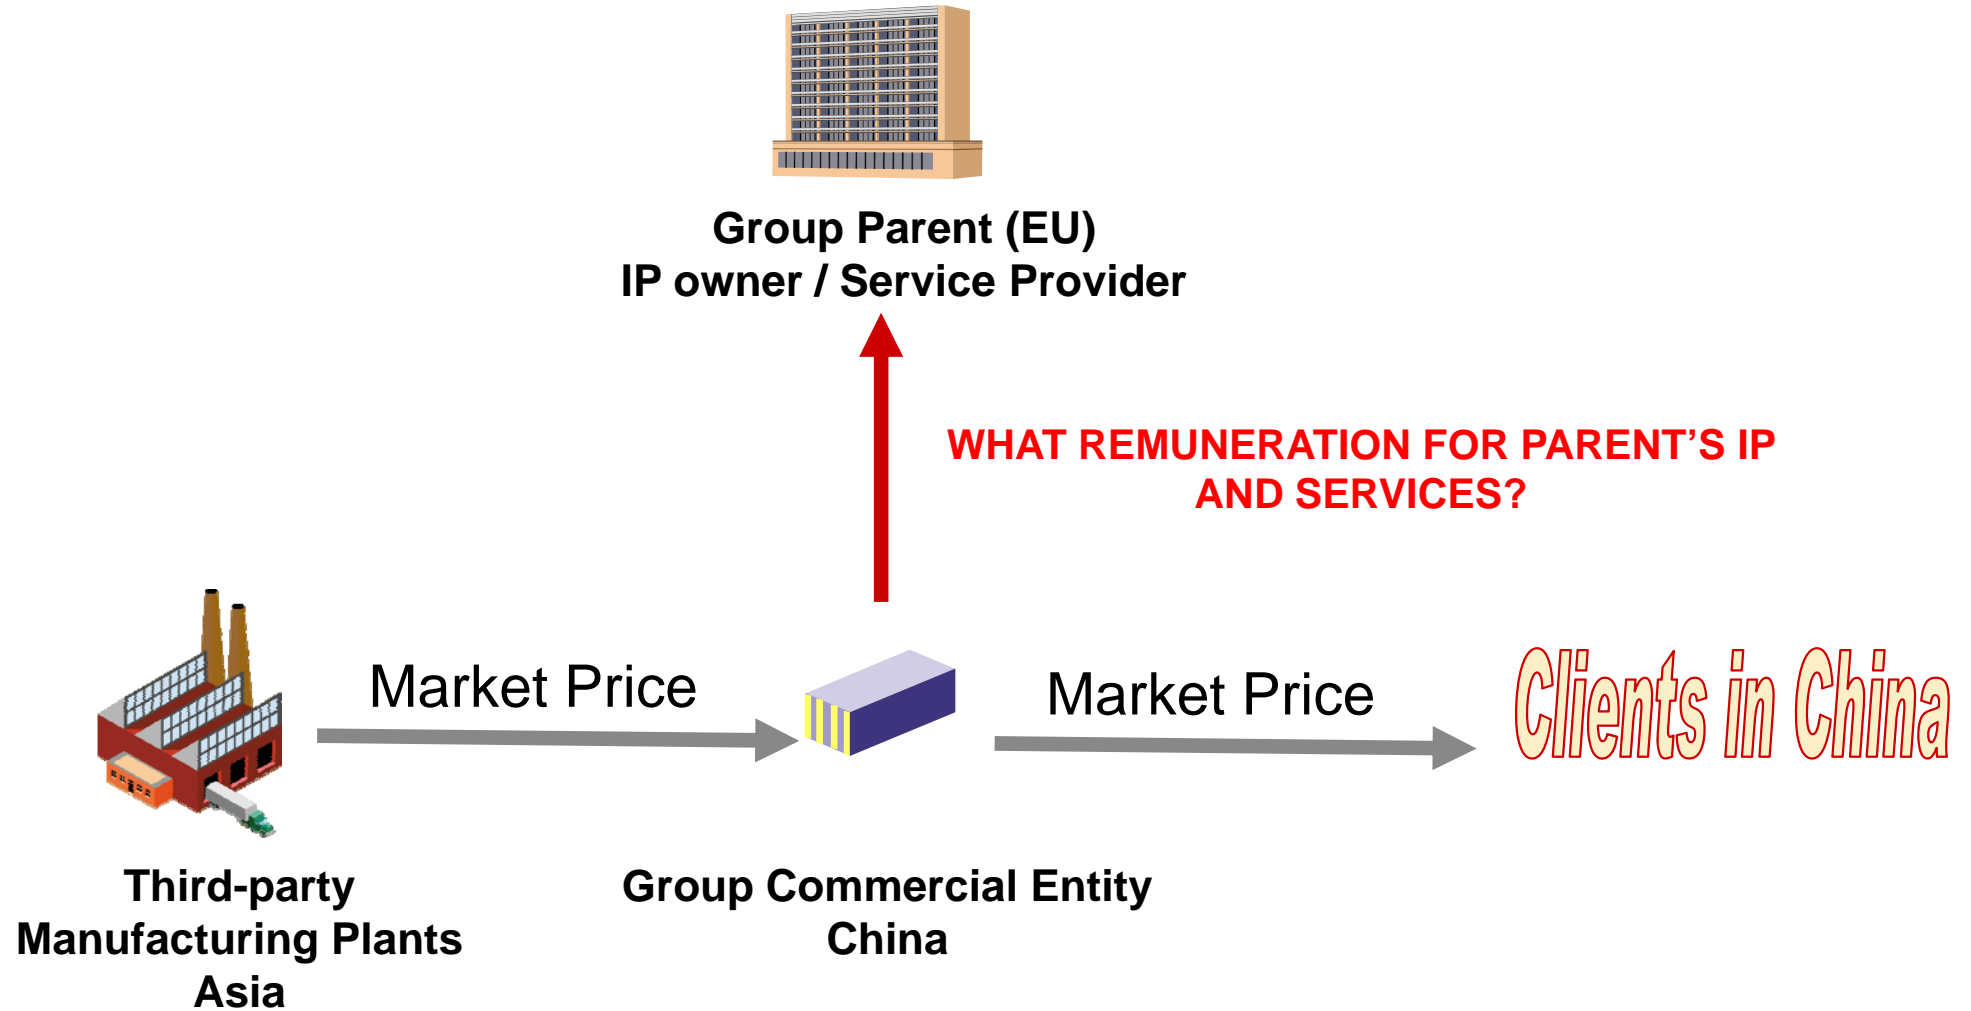 Group Parent (EU)
IP owner / Service Provider
WHAT REMUNERATION FOR PARENT’S IP
AND SERVICES?
Market Price
Market Price
Clients in China
Third-party
Manufacturing Plants
Asia
Group Commercial Entity
China